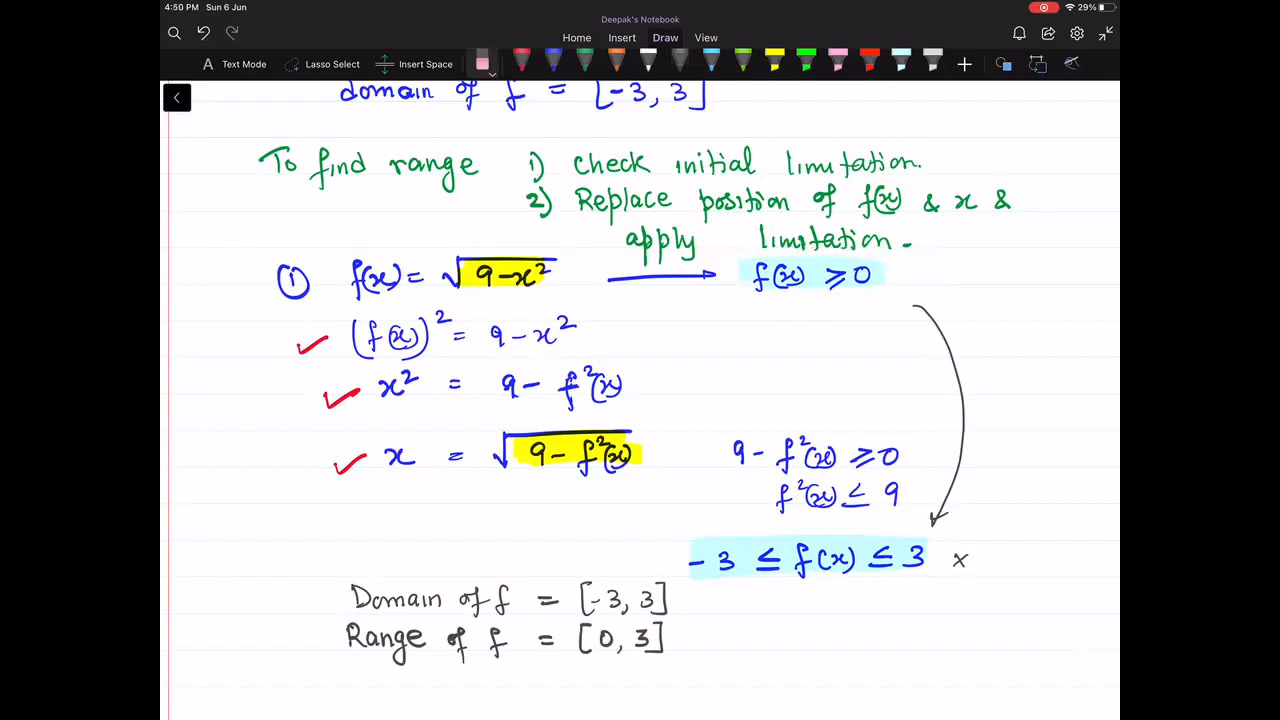 4:50 PM Sun 6 Jun
29%
Deepak's Notebook
Home Insert Draw View
A Text Mode Lasso Select Insert Space
domain of f = [-3, 3]
To find range 1) check initial limitation.
2) Replace position of f(x) & x &
apply limitation.
① f(x) = √(9-x²) → f(x) ≥ 0
(f(x))² = 9-x²
x² = 9 - f²(x)
x = √(9 - f²(x)) 9 - f²(x) ≥ 0
f²(x) ≤ 9
-3 ≤ f(x) ≤ 3 ×
Domain of f = [-3, 3]
Range of f = [0, 3]